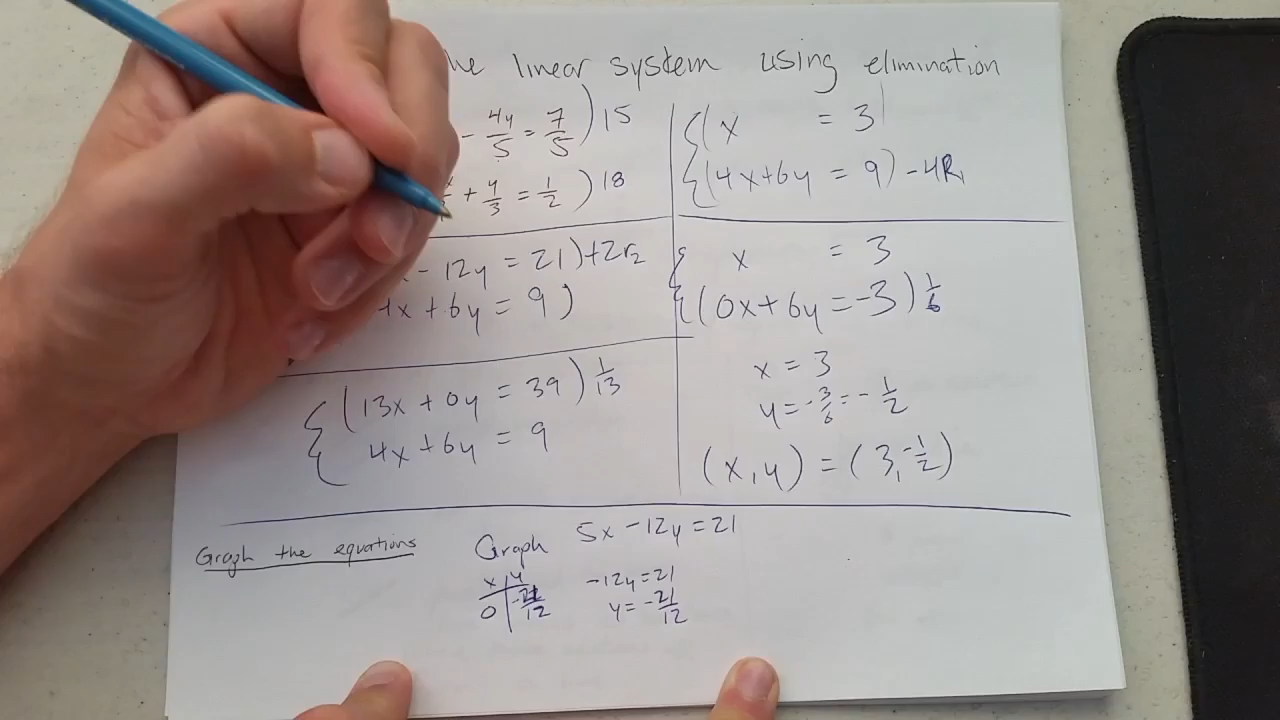 linear system using elimination
- 4y/5 = 7/5 ) 15
+ y/3 = 1/2 ) 18
- 12y = 21 ) +2r₂
4x + 6y = 9 )
{ ( 13x + 0y = 39 ) 1/13
4x + 6y = 9
{ ( x = 3
{ ( 4x + 6y = 9 ) -4R₁
{ x = 3
{ ( 0x + 6y = -3 ) 1/6
x = 3
y = -3/6 = -1/2
(x, y) = (3, -1/2)
Graph the equations
Graph 5x - 12y = 21
x | y
0 | -21/12
-12y = 21
y = -21/12